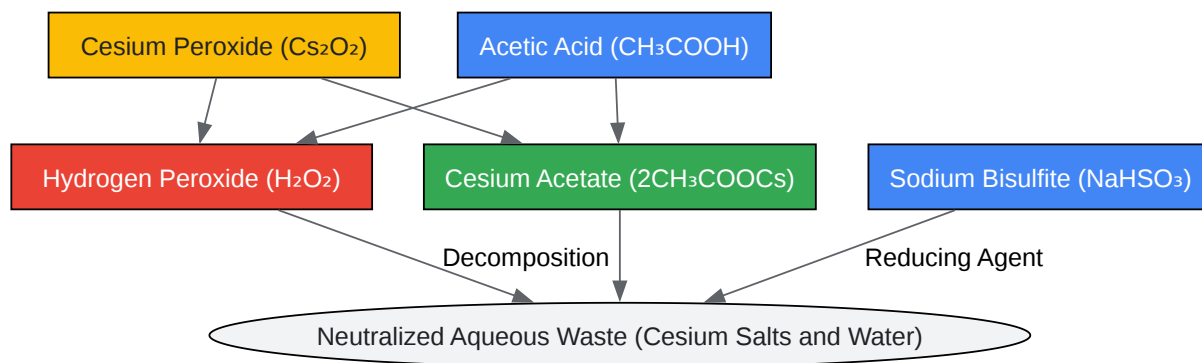 Cesium Peroxide (Cs₂O₂)
Acetic Acid (CH₃COOH)
Hydrogen Peroxide (H₂O₂)
Cesium Acetate (2CH₃COOCs)
Sodium Bisulfite (NaHSO₃)
Decomposition
Reducing Agent
Neutralized Aqueous Waste (Cesium Salts and Water)